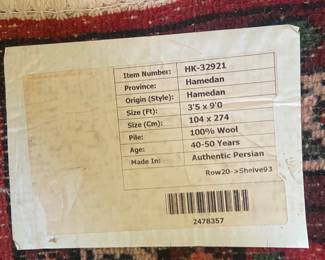 Item Number: HK-32921
Province: Hamedan
Origin (Style): Hamedan
Size (Ft): 3'5 x 9'0
Size (Cm): 104 x 274
Pile: 100% Wool
Age: 40-50 Years
Made In: Authentic Persian
Row20->Shelve93
2478357